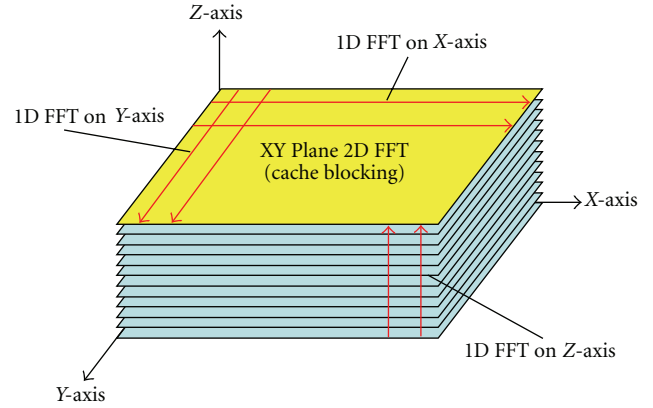 Z-axis
1D FFT on X-axis
1D FFT on Y-axis
XY Plane 2D FFT
(cache blocking)
X-axis
1D FFT on Z-axis
Y-axis